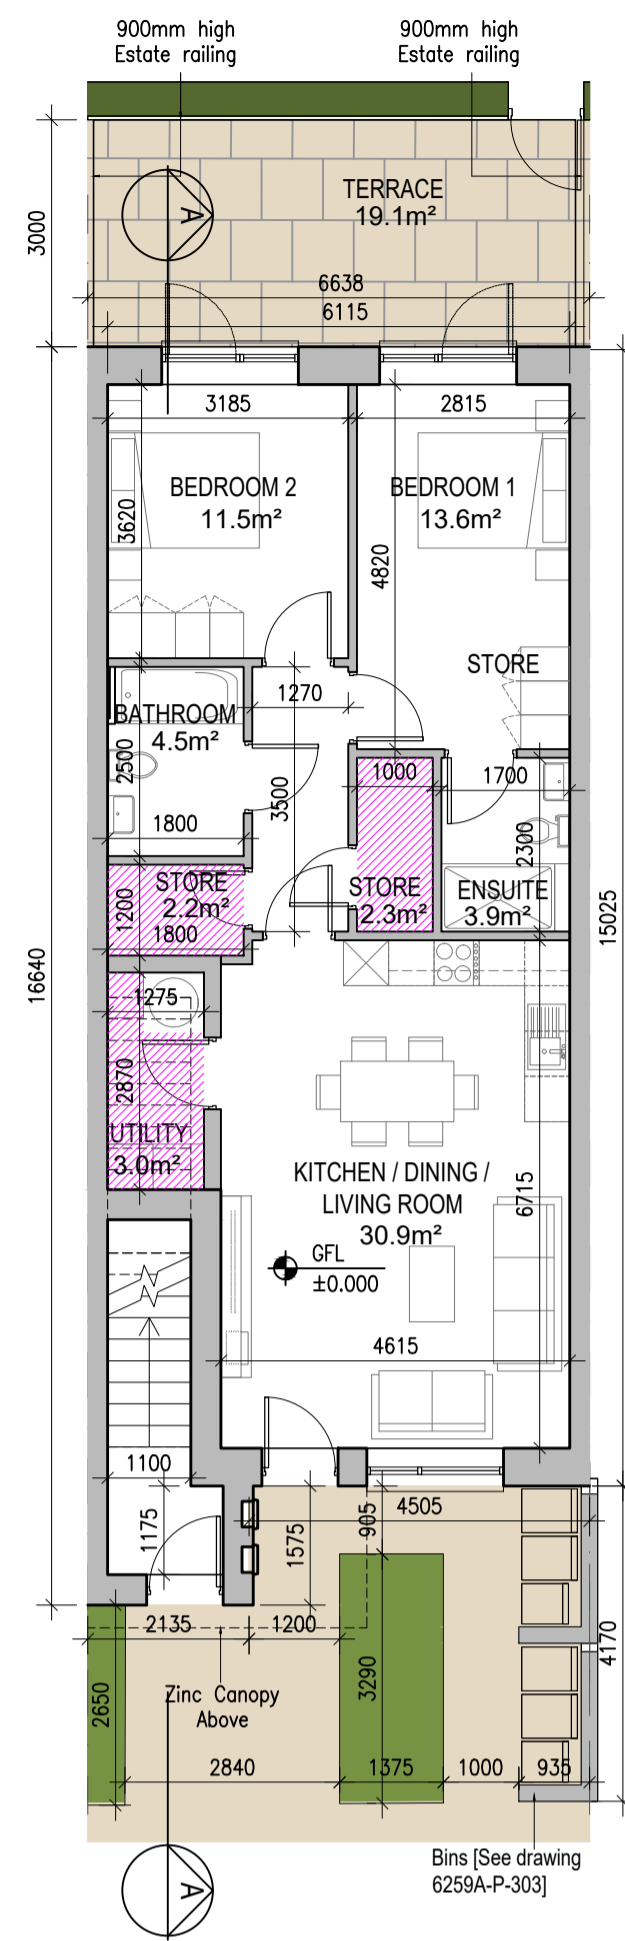 900mm high
Estate railing
900mm high
Estate railing
3000
A
TERRACE
19.1m²
6638
6115
3185
2815
BEDROOM 2
11.5m²
BEDROOM 1
13.6m²
3620
4820
STORE
1270
BATHROOM
4.5m²
2500
1000
1700
3500
2300
1800
STORE
2.2m²
STORE
2.3m²
ENSUITE
3.9m²
1200
1800
15025
16640
1275
2870
UTILITY
3.0m²
KITCHEN / DINING /
LIVING ROOM
30.9m²
6715
GFL
±0.000
4615
1100
1175
1575
905
4505
2135
1200
4170
2650
3290
Zinc Canopy
Above
2840
1375
1000
935
Bins [See drawing
6259A-P-303]
A